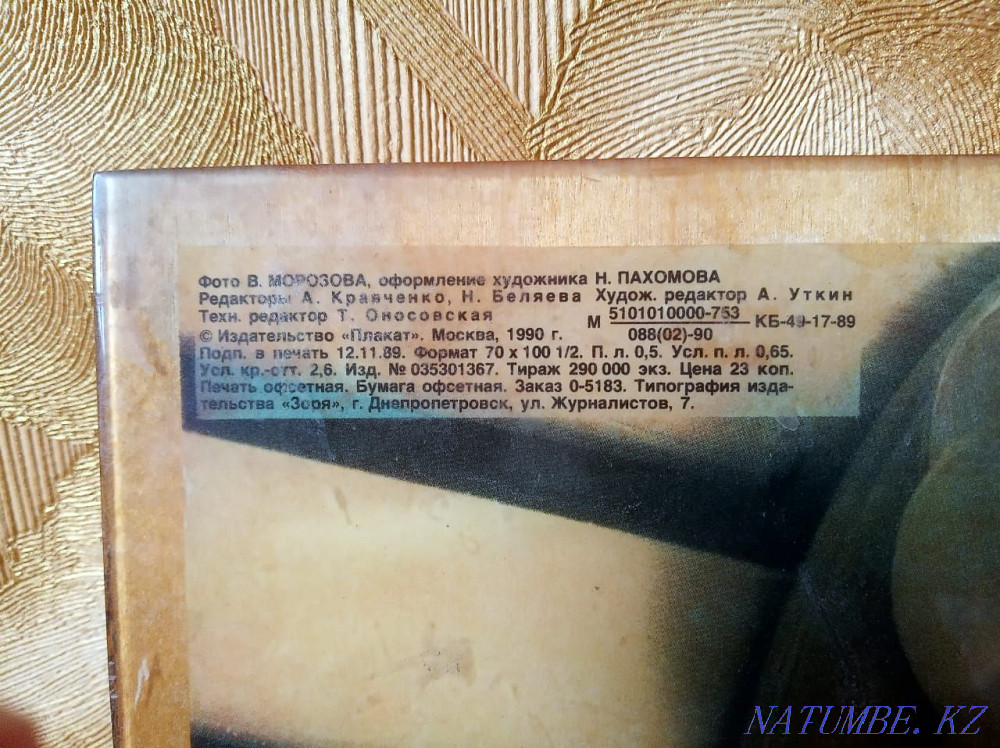 Фото В. МОРОЗОВА, оформление художника Н. ПАХОМОВА
Редакторы А. Кравченко, Н. Беляева Худож. редактор А. Уткин
Техн. редактор Т. Оносовская
М 5101010000-753 КБ-49-17-89
088(02)-90
© Издательство «Плакат». Москва, 1990 г.
Подп. в печать 12.11.89. Формат 70 х 100 1/2. П. л. 0,5. Усл. п. л. 0,65.
Усл. кр.-отт. 2,6. Изд. № 035301367. Тираж 290 000 экз. Цена 23 коп.
Печать офсетная. Бумага офсетная. Заказ 0-5183. Типография изда-
тельства «Зоря», г. Днепропетровск, ул. Журналистов, 7.
NATUMBE. KZ